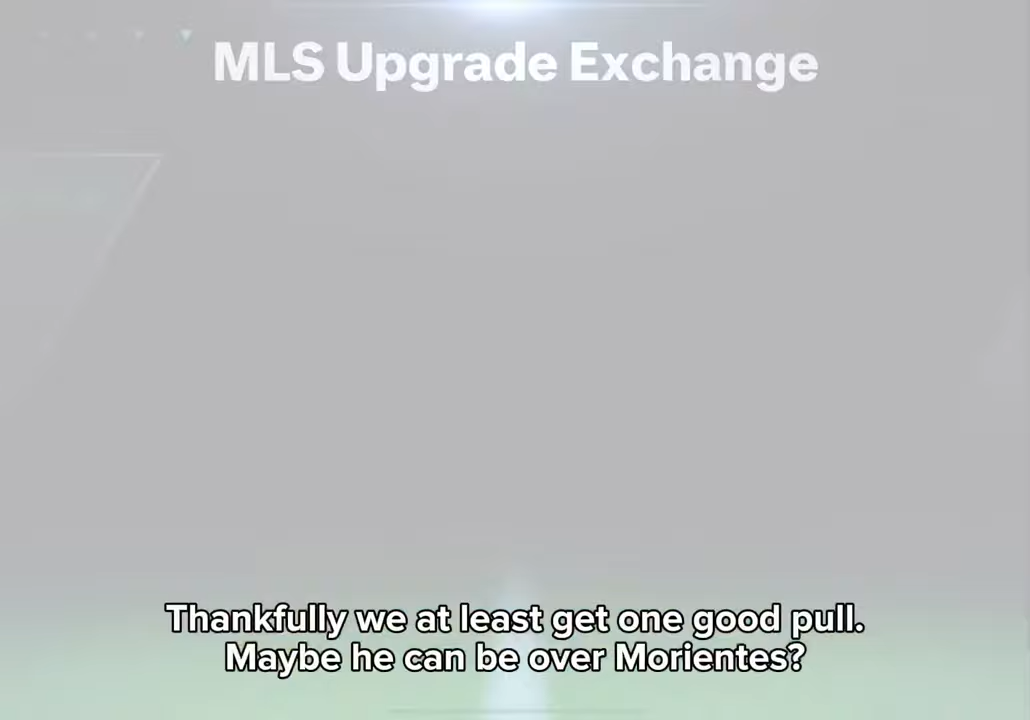 MLS Upgrade Exchange
Thankfully we at least get one good pull.
Maybe he can be over Morientes?